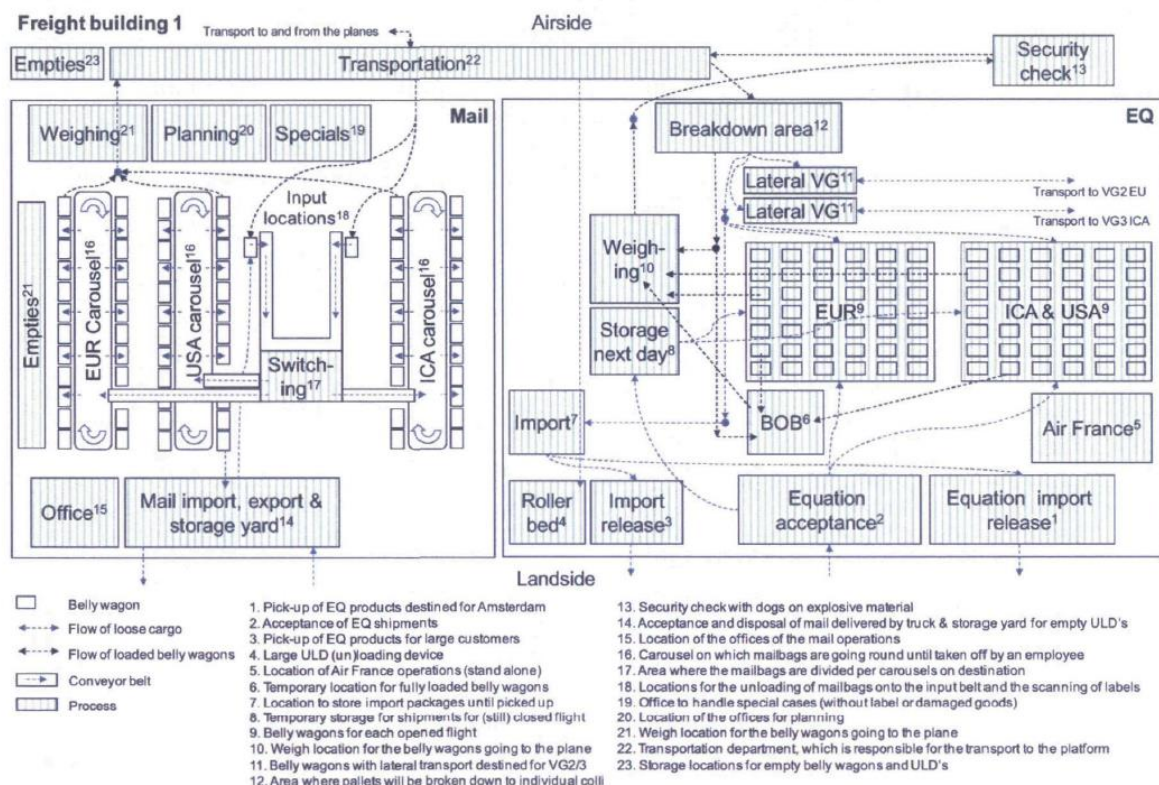 Freight building 1
Airside
Transport to and from the planes
Empties23
Transportation22
Security
check13
Mail
EQ
Weighing21
Planning20
Specials19
Breakdown area12
Lateral VG11
Transport to VG2 EU
Lateral VG11
Transport to VG3 ICA
Input
locations18
Empties21
EUR Carousel16
USA carousel16
ICA carousel16
Weigh-
ing10
EUR9
ICA & USA9
Storage
next day8
Switch-
ing17
Import7
BOB6
Air France5
Office15
Mail import, export &
storage yard14
Roller
bed4
Import
release3
Equation
acceptance2
Equation import
release1
Landside
Belly wagon
Flow of loose cargo
Flow of loaded belly wagons
Conveyor belt
Process
1. Pick-up of EQ products destined for Amsterdam
2. Acceptance of EQ shipments
3. Pick-up of EQ products for large customers
4. Large ULD (un)loading device
5. Location of Air France operations (stand alone)
6. Temporary location for fully loaded belly wagons
7. Location to store import packages until picked up
8. Temporary storage for shipments for (still) closed flight
9. Belly wagons for each opened flight
10. Weigh location for the belly wagons going to the plane
11. Belly wagons with lateral transport destined for VG2/3
12. Area where pallets will be broken down to individual colli
13. Security check with dogs on explosive material
14. Acceptance and disposal of mail delivered by truck & storage yard for empty ULD's
15. Location of the offices of the mail operations
16. Carousel on which mailbags are going round until taken off by an employee
17. Area where the mailbags are divided per carousels on destination
18. Locations for the unloading of mailbags onto the input belt and the scanning of labels
19. Office to handle special cases (without label or damaged goods)
20. Location of the offices for planning
21. Weigh location for the belly wagons going to the plane
22. Transportation department, which is responsible for the transport to the platform
23. Storage locations for empty belly wagons and ULD's